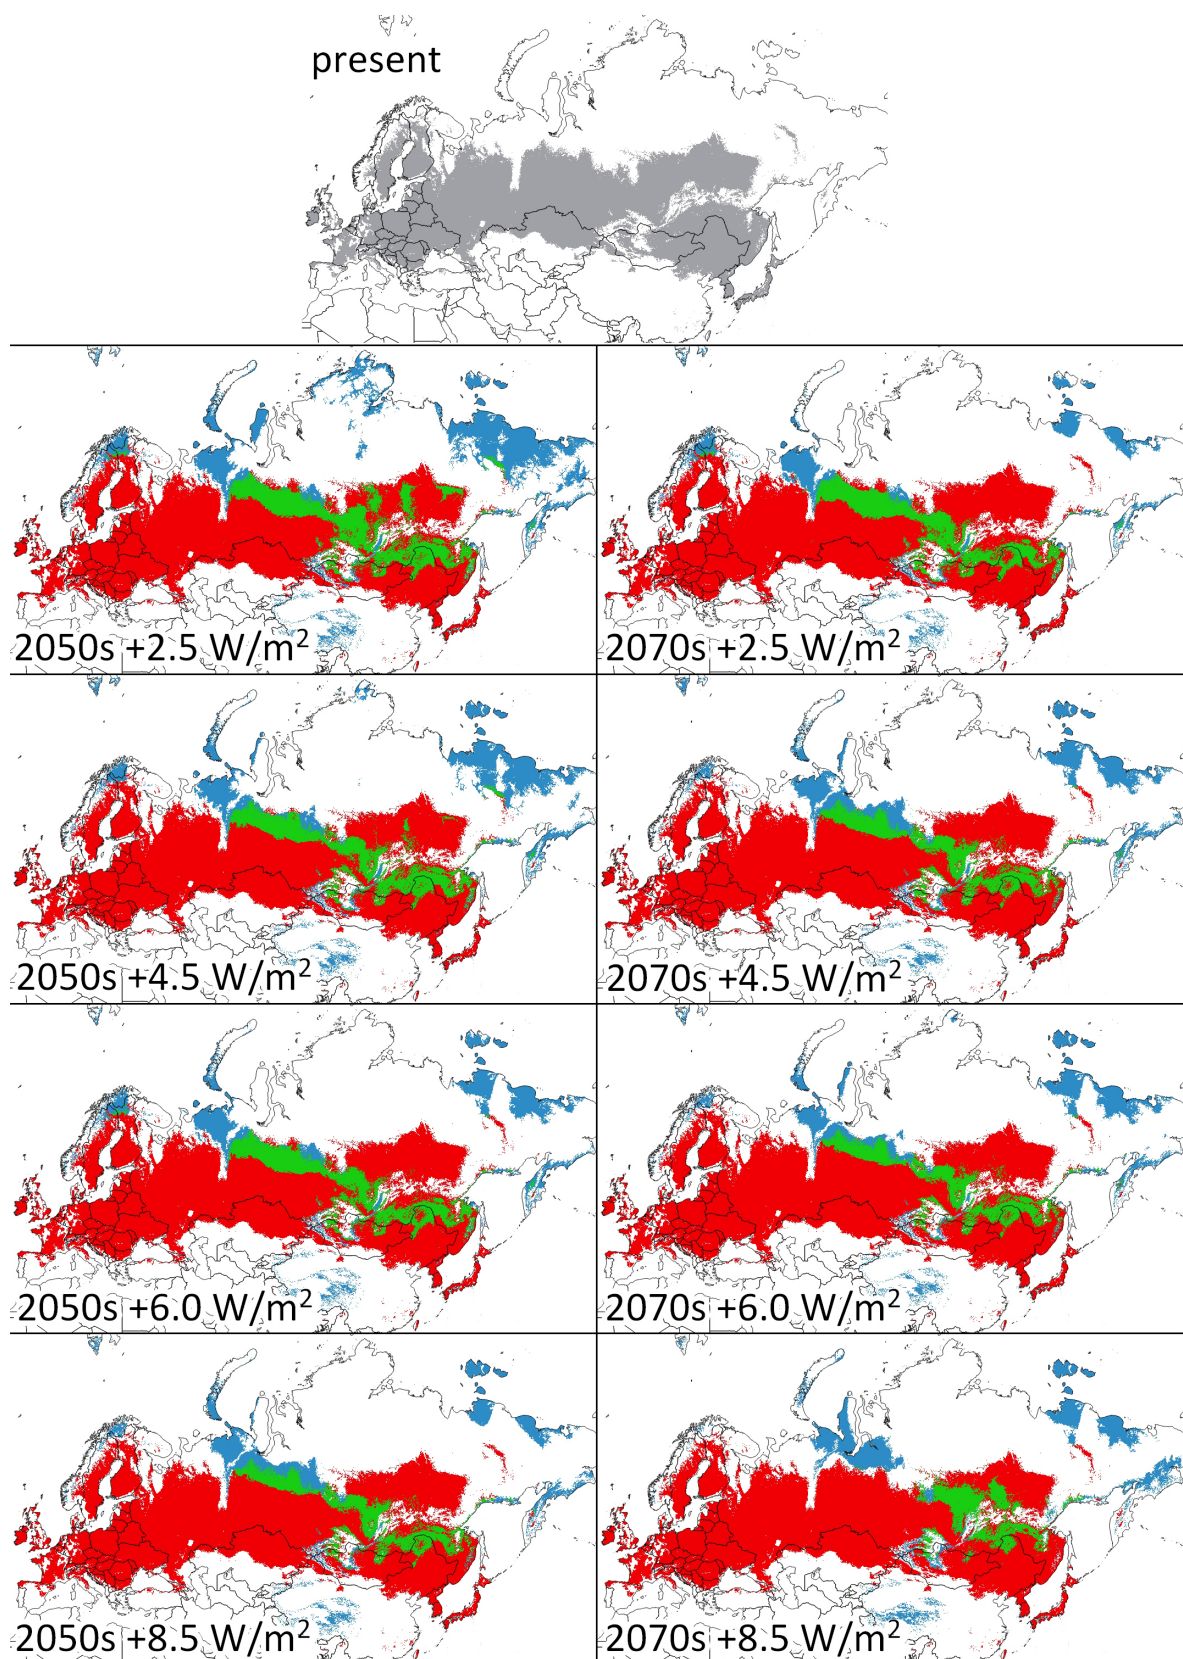 present
2050s +2.5 W/m²
2070s +2.5 W/m²
2050s +4.5 W/m²
2070s +4.5 W/m²
2050s +6.0 W/m²
2070s +6.0 W/m²
2050s +8.5 W/m²
2070s +8.5 W/m²